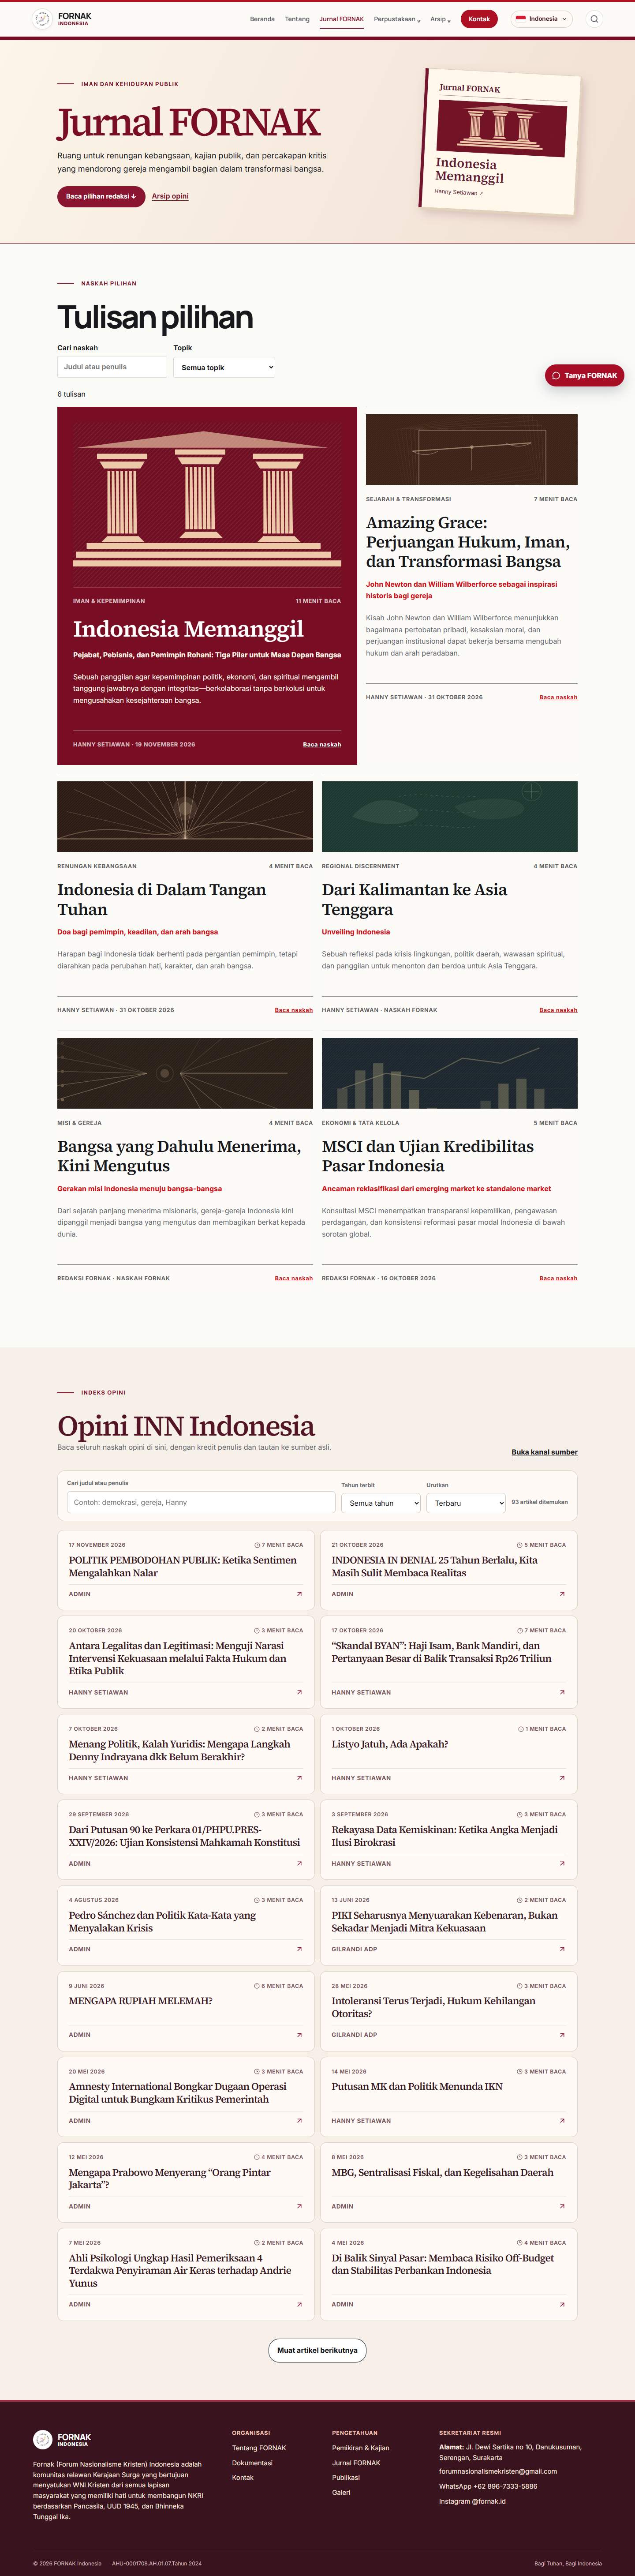 FORNAK
INDONESIA
Beranda
Tentang
Jurnal FORNAK
Perpustakaan
Arsip
Kontak
Indonesia
IMAN DAN KEHIDUPAN PUBLIK
Jurnal FORNAK
Ruang untuk renungan kebangsaan, kajian publik, dan percakapan kritis
yang mendorong gereja mengambil bagian dalam transformasi bangsa.
Baca pilihan redaksi ↓
Arsip opini
Jurnal FORNAK
Indonesia
Memanggil
Hanny Setiawan ↗
NASKAH PILIHAN
Tulisan pilihan
Cari naskah
Topik
Judul atau penulis
Semua topik
Tanya FORNAK
6 tulisan
IMAN & KEPEMIMPINAN
11 MENIT BACA
Indonesia Memanggil
Pejabat, Pebisnis, dan Pemimpin Rohani: Tiga Pilar untuk Masa Depan Bangsa
Sebuah panggilan agar kepemimpinan politik, ekonomi, dan spiritual mengambil
tanggung jawabnya dengan integritas—berkolaborasi tanpa berkolusi untuk
mengusahakan kesejahteraan bangsa.
HANNY SETIAWAN · 19 NOVEMBER 2026
Baca naskah
SEJARAH & TRANSFORMASI
7 MENIT BACA
Amazing Grace:
Perjuangan Hukum, Iman,
dan Transformasi Bangsa
John Newton dan William Wilberforce sebagai inspirasi
historis bagi gereja
Kisah John Newton dan William Wilberforce menunjukkan
bagaimana pertobatan pribadi, kesaksian moral, dan
perjuangan institusional dapat bekerja bersama mengubah
hukum dan arah peradaban.
HANNY SETIAWAN · 31 OKTOBER 2026
Baca naskah
RENUNGAN KEBANGSAAN
4 MENIT BACA
Indonesia di Dalam Tangan
Tuhan
Doa bagi pemimpin, keadilan, dan arah bangsa
Harapan bagi Indonesia tidak berhenti pada pergantian pemimpin, tetapi
diarahkan pada perubahan hati, karakter, dan arah bangsa.
HANNY SETIAWAN · 31 OKTOBER 2026
Baca naskah
REGIONAL DISCERNMENT
4 MENIT BACA
Dari Kalimantan ke Asia
Tenggara
Unveiling Indonesia
Sebuah refleksi pada krisis lingkungan, politik daerah, wawasan spiritual,
dan panggilan untuk menonton dan berdoa untuk Asia Tenggara.
HANNY SETIAWAN · NASKAH FORNAK
Baca naskah
MISI & GEREJA
4 MENIT BACA
Bangsa yang Dahulu Menerima,
Kini Mengutus
Gerakan misi Indonesia menuju bangsa-bangsa
Dari sejarah panjang menerima misionaris, gereja-gereja Indonesia kini
dipanggil menjadi bangsa yang mengutus dan membagikan berkat kepada
dunia.
REDAKSI FORNAK · NASKAH FORNAK
Baca naskah
EKONOMI & TATA KELOLA
5 MENIT BACA
MSCI dan Ujian Kredibilitas
Pasar Indonesia
Ancaman reklasifikasi dari emerging market ke standalone market
Konsultasi MSCI menempatkan transparansi kepemilikan, pengawasan
perdagangan, dan konsistensi reformasi pasar modal Indonesia di bawah
sorotan global.
REDAKSI FORNAK · 16 OKTOBER 2026
Baca naskah
INDEKS OPINI
Opini INN Indonesia
Baca seluruh naskah opini di sini, dengan kredit penulis dan tautan ke sumber asli.
Buka kanal sumber
Cari judul atau penulis
Tahun terbit
Urutkan
Contoh: demokrasi, gereja, Hanny
Semua tahun
Terbaru
93 artikel ditemukan
17 NOVEMBER 2026
7 MENIT BACA
POLITIK PEMBODOHAN PUBLIK: Ketika Sentimen
Mengalahkan Nalar
ADMIN
21 OKTOBER 2026
5 MENIT BACA
INDONESIA IN DENIAL 25 Tahun Berlalu, Kita
Masih Sulit Membaca Realitas
ADMIN
20 OKTOBER 2026
3 MENIT BACA
Antara Legalitas dan Legitimasi: Menguji Narasi
Intervensi Kekuasaan melalui Fakta Hukum dan
Etika Publik
HANNY SETIAWAN
17 OKTOBER 2026
7 MENIT BACA
“Skandal BYAN”: Haji Isam, Bank Mandiri, dan
Pertanyaan Besar di Balik Transaksi Rp26 Triliun
HANNY SETIAWAN
7 OKTOBER 2026
2 MENIT BACA
Menang Politik, Kalah Yuridis: Mengapa Langkah
Denny Indrayana dkk Belum Berakhir?
HANNY SETIAWAN
1 OKTOBER 2026
1 MENIT BACA
Listyo Jatuh, Ada Apakah?
HANNY SETIAWAN
29 SEPTEMBER 2026
3 MENIT BACA
Dari Putusan 90 ke Perkara 01/PHPU.PRES-
XXIV/2026: Ujian Konsistensi Mahkamah Konstitusi
ADMIN
3 SEPTEMBER 2026
3 MENIT BACA
Rekayasa Data Kemiskinan: Ketika Angka Menjadi
Ilusi Birokrasi
HANNY SETIAWAN
4 AGUSTUS 2026
3 MENIT BACA
Pedro Sánchez dan Politik Kata-Kata yang
Menyalakan Krisis
ADMIN
13 JUNI 2026
2 MENIT BACA
PIKI Seharusnya Menyuarakan Kebenaran, Bukan
Sekadar Menjadi Mitra Kekuasaan
GILRANDI ADP
9 JUNI 2026
6 MENIT BACA
MENGAPA RUPIAH MELEMAH?
ADMIN
28 MEI 2026
3 MENIT BACA
Intoleransi Terus Terjadi, Hukum Kehilangan
Otoritas?
GILRANDI ADP
20 MEI 2026
3 MENIT BACA
Amnesty International Bongkar Dugaan Operasi
Digital untuk Bungkam Kritikus Pemerintah
ADMIN
14 MEI 2026
3 MENIT BACA
Putusan MK dan Politik Menunda IKN
HANNY SETIAWAN
12 MEI 2026
4 MENIT BACA
Mengapa Prabowo Menyerang “Orang Pintar
Jakarta”?
ADMIN
8 MEI 2026
3 MENIT BACA
MBG, Sentralisasi Fiskal, dan Kegelisahan Daerah
ADMIN
7 MEI 2026
2 MENIT BACA
Ahli Psikologi Ungkap Hasil Pemeriksaan 4
Terdakwa Penyiraman Air Keras terhadap Andrie
Yunus
ADMIN
4 MEI 2026
4 MENIT BACA
Di Balik Sinyal Pasar: Membaca Risiko Off-Budget
dan Stabilitas Perbankan Indonesia
ADMIN
Muat artikel berikutnya
FORNAK
INDONESIA
Fornak (Forum Nasionalisme Kristen) Indonesia adalah
komunitas relawan Kerajaan Surga yang bertujuan
menyatukan WNI Kristen dari semua lapisan
masyarakat yang memiliki hati untuk membangun NKRI
berdasarkan Pancasila, UUD 1945, dan Bhinneka
Tunggal Ika.
ORGANISASI
Tentang FORNAK
Dokumentasi
Kontak
PENGETAHUAN
Pemikiran & Kajian
Jurnal FORNAK
Publikasi
Galeri
SEKRETARIAT RESMI
Alamat: Jl. Dewi Sartika no 10, Danukusuman,
Serengan, Surakarta
forumnasionalismekristen@gmail.com
WhatsApp +62 896-7333-5886
Instagram @fornak.id
© 2026 FORNAK Indonesia
AHU-0001708.AH.01.07.Tahun 2024
Bagi Tuhan, Bagi Indonesia